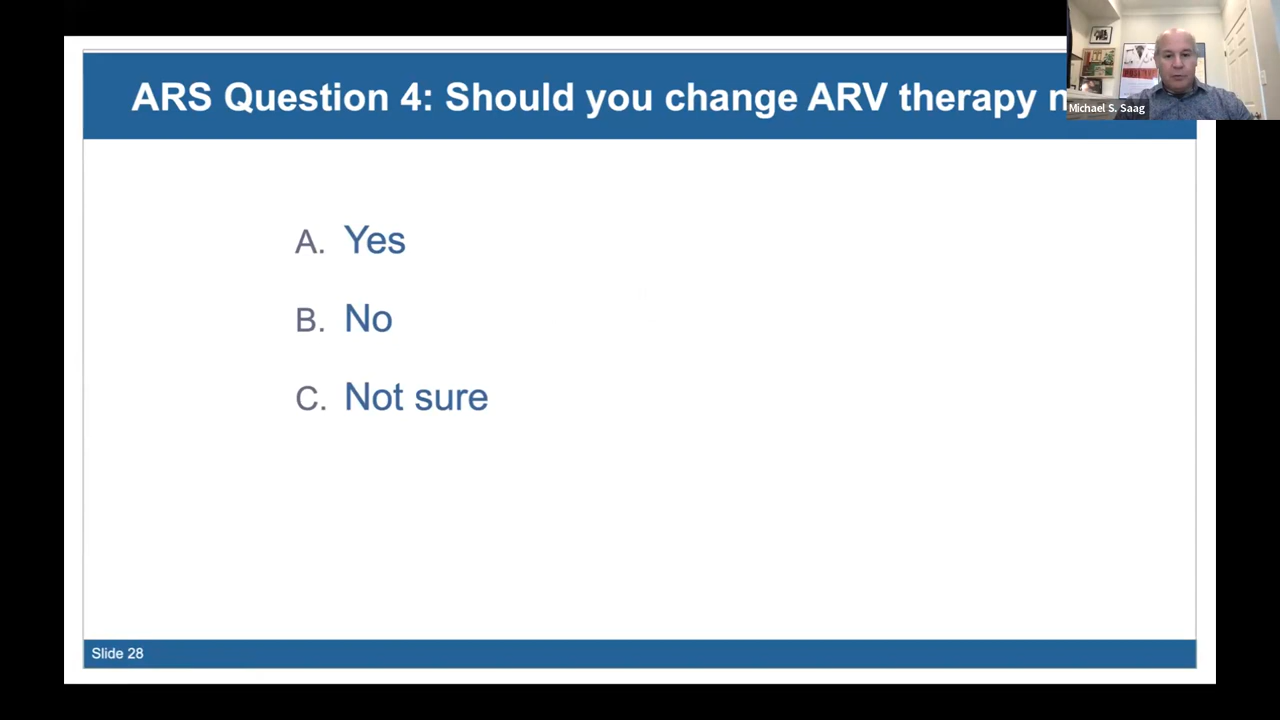 ARS Question 4: Should you change ARV therapy
Michael S. Saag
A. Yes
B. No
C. Not sure
Slide 28